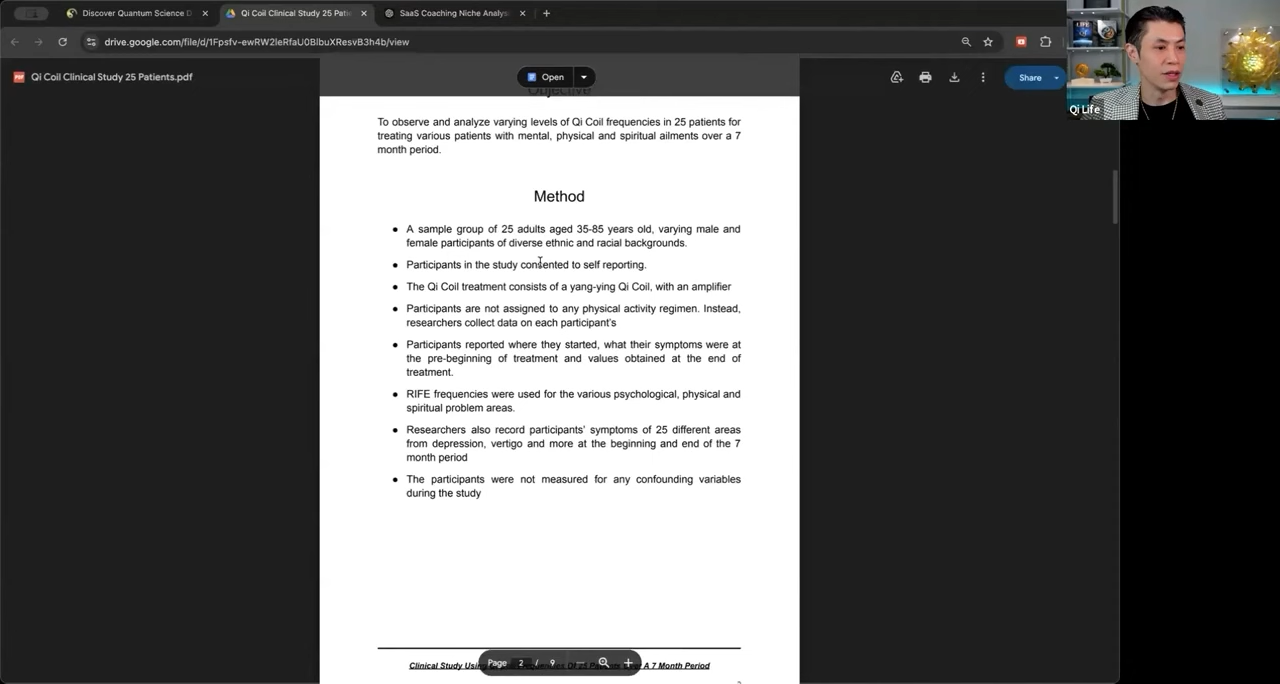 Discover Quantum Science D
Qi Coil Clinical Study 25 Patie
SaaS Coaching Niche Analys
drive.google.com/file/d/1Fpsfv-ewRW2leRfaU0BlbuXResvB3h4b/view
Qi Coil Clinical Study 25 Patients.pdf
Open
Share
Qi Life
Objective
To observe and analyze varying levels of Qi Coil frequencies in 25 patients for
treating various patients with mental, physical and spiritual ailments over a 7
month period.
Method
● A sample group of 25 adults aged 35-85 years old, varying male and
female participants of diverse ethnic and racial backgrounds.
● Participants in the study consented to self reporting.
● The Qi Coil treatment consists of a yang-ying Qi Coil, with an amplifier
● Participants are not assigned to any physical activity regimen. Instead,
researchers collect data on each participant's
● Participants reported where they started, what their symptoms were at
the pre-beginning of treatment and values obtained at the end of
treatment.
● RIFE frequencies were used for the various psychological, physical and
spiritual problem areas.
● Researchers also record participants' symptoms of 25 different areas
from depression, vertigo and more at the beginning and end of the 7
month period
● The participants were not measured for any confounding variables
during the study
Page 2 / 9
Clinical Study Using Of 25 Patients A 7 Month Period